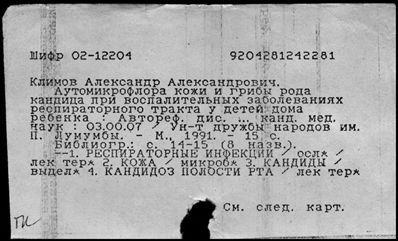 Шифр 02-12204 9204281242281
Климов Александр Александрович.
Аутомикрофлора кожи и грибы рода
кандида при воспалительных заболеваниях
респираторного тракта у детей дома
ребенка : Автореф. дис. ... канд. мед.
наук : 03.00.07 / Ун-т дружбы народов им.
П. Лумумбы. - М., 1991. - 15 с.
Библиогр.: с. 14-15 (8 назв.).
--1. РЕСПИРАТОРНЫЕ ИНФЕКЦИИ / осл* /
лек тер* 2. КОЖА / микроб* 3. КАНДИДЫ /
выдел* 4. КАНДИДОЗ ПОЛОСТИ РТА / лек тер*
См. след. карт.